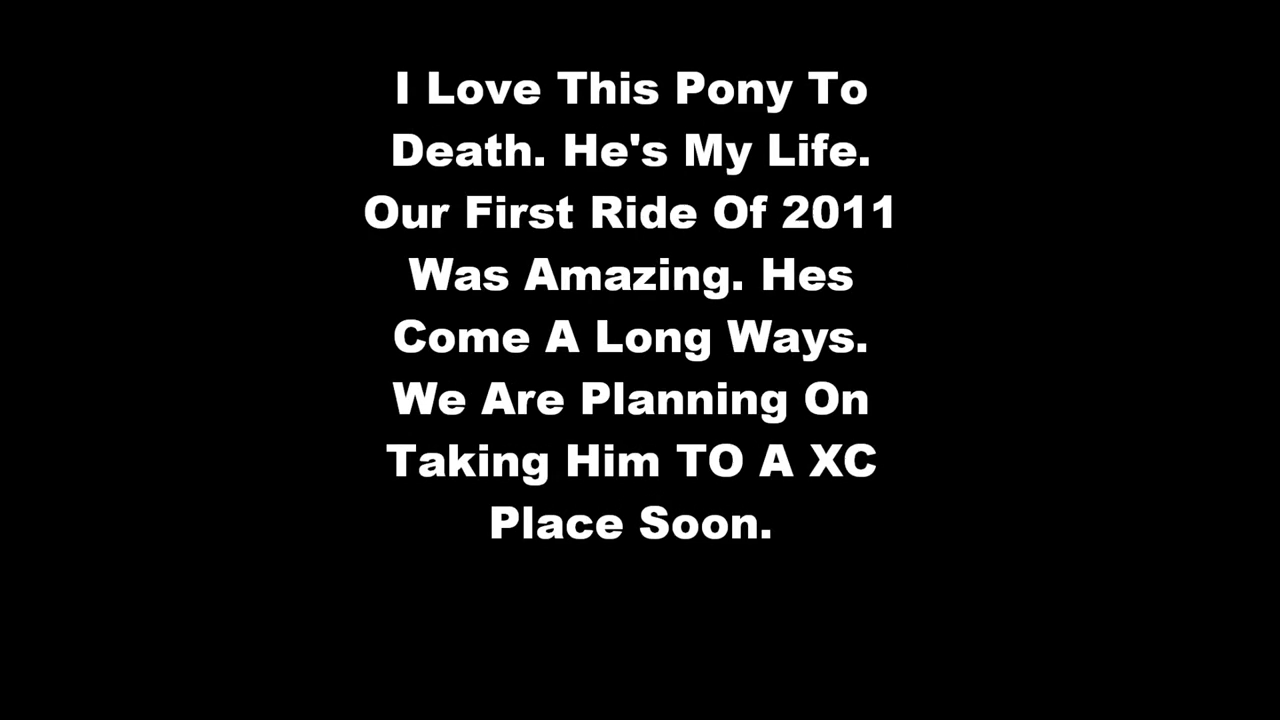 I Love This Pony To
Death. He's My Life.
Our First Ride Of 2011
Was Amazing. Hes
Come A Long Ways.
We Are Planning On
Taking Him TO A XC
Place Soon.